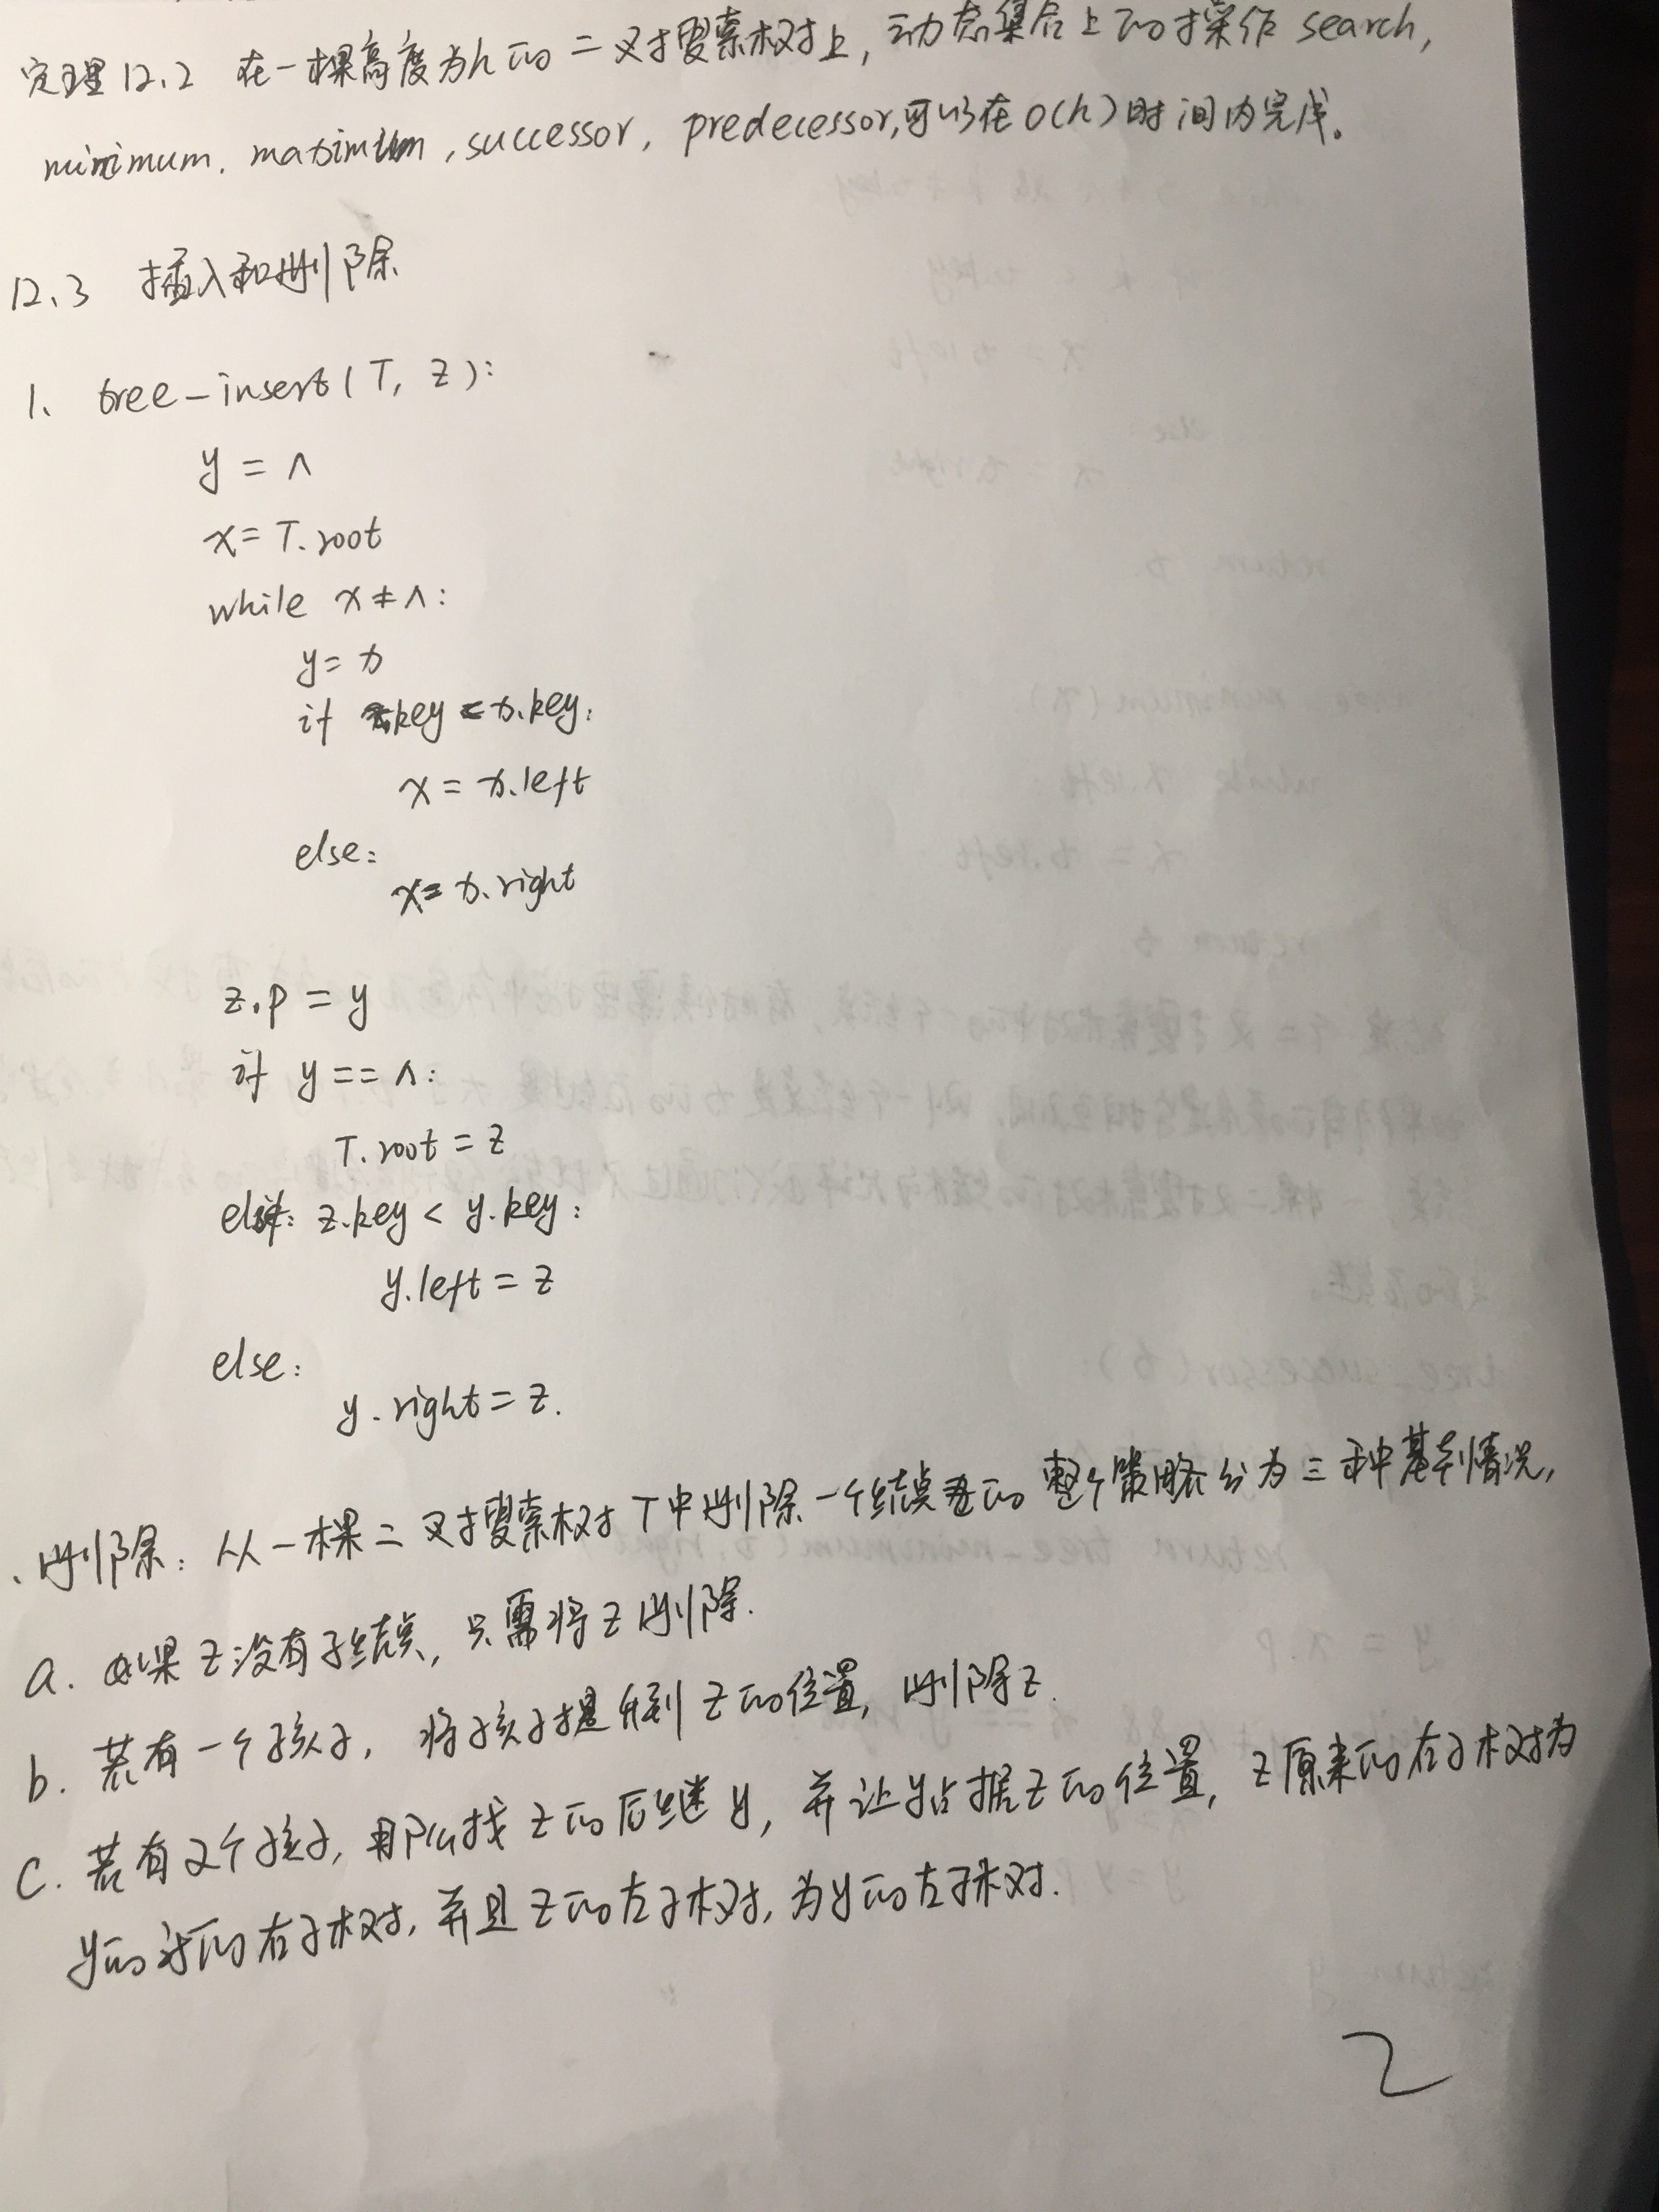 定理12.2 在一棵高度为h的二叉搜索树上,动态集合上的操作 search,
minimum. maximum, successor, predecessor,可以在O(h)时间内完成。
12.3 插入和删除
1. tree-insert(T, z):
y = Λ
x = T.root
while x ≠ Λ:
y = x
if z.key < x.key:
x = x.left
else:
x = x.right
z.p = y
if y == Λ:
T.root = z
elif: z.key < y.key:
y.left = z
else:
y.right = z.
、删除:从一棵二叉搜索树T中删除一个结点z的整个策略分为三种基本情况,
a. 如果z没有子结点,只需将z删除.
b. 若有一个孩子,将孩子提升到z的位置,删除z.
C. 若有2个孩子,那么找z的后继y,并让y占据z的位置,z原来的右子树为
y的新的右子树,并且z的左子树,为y的左子树.
2